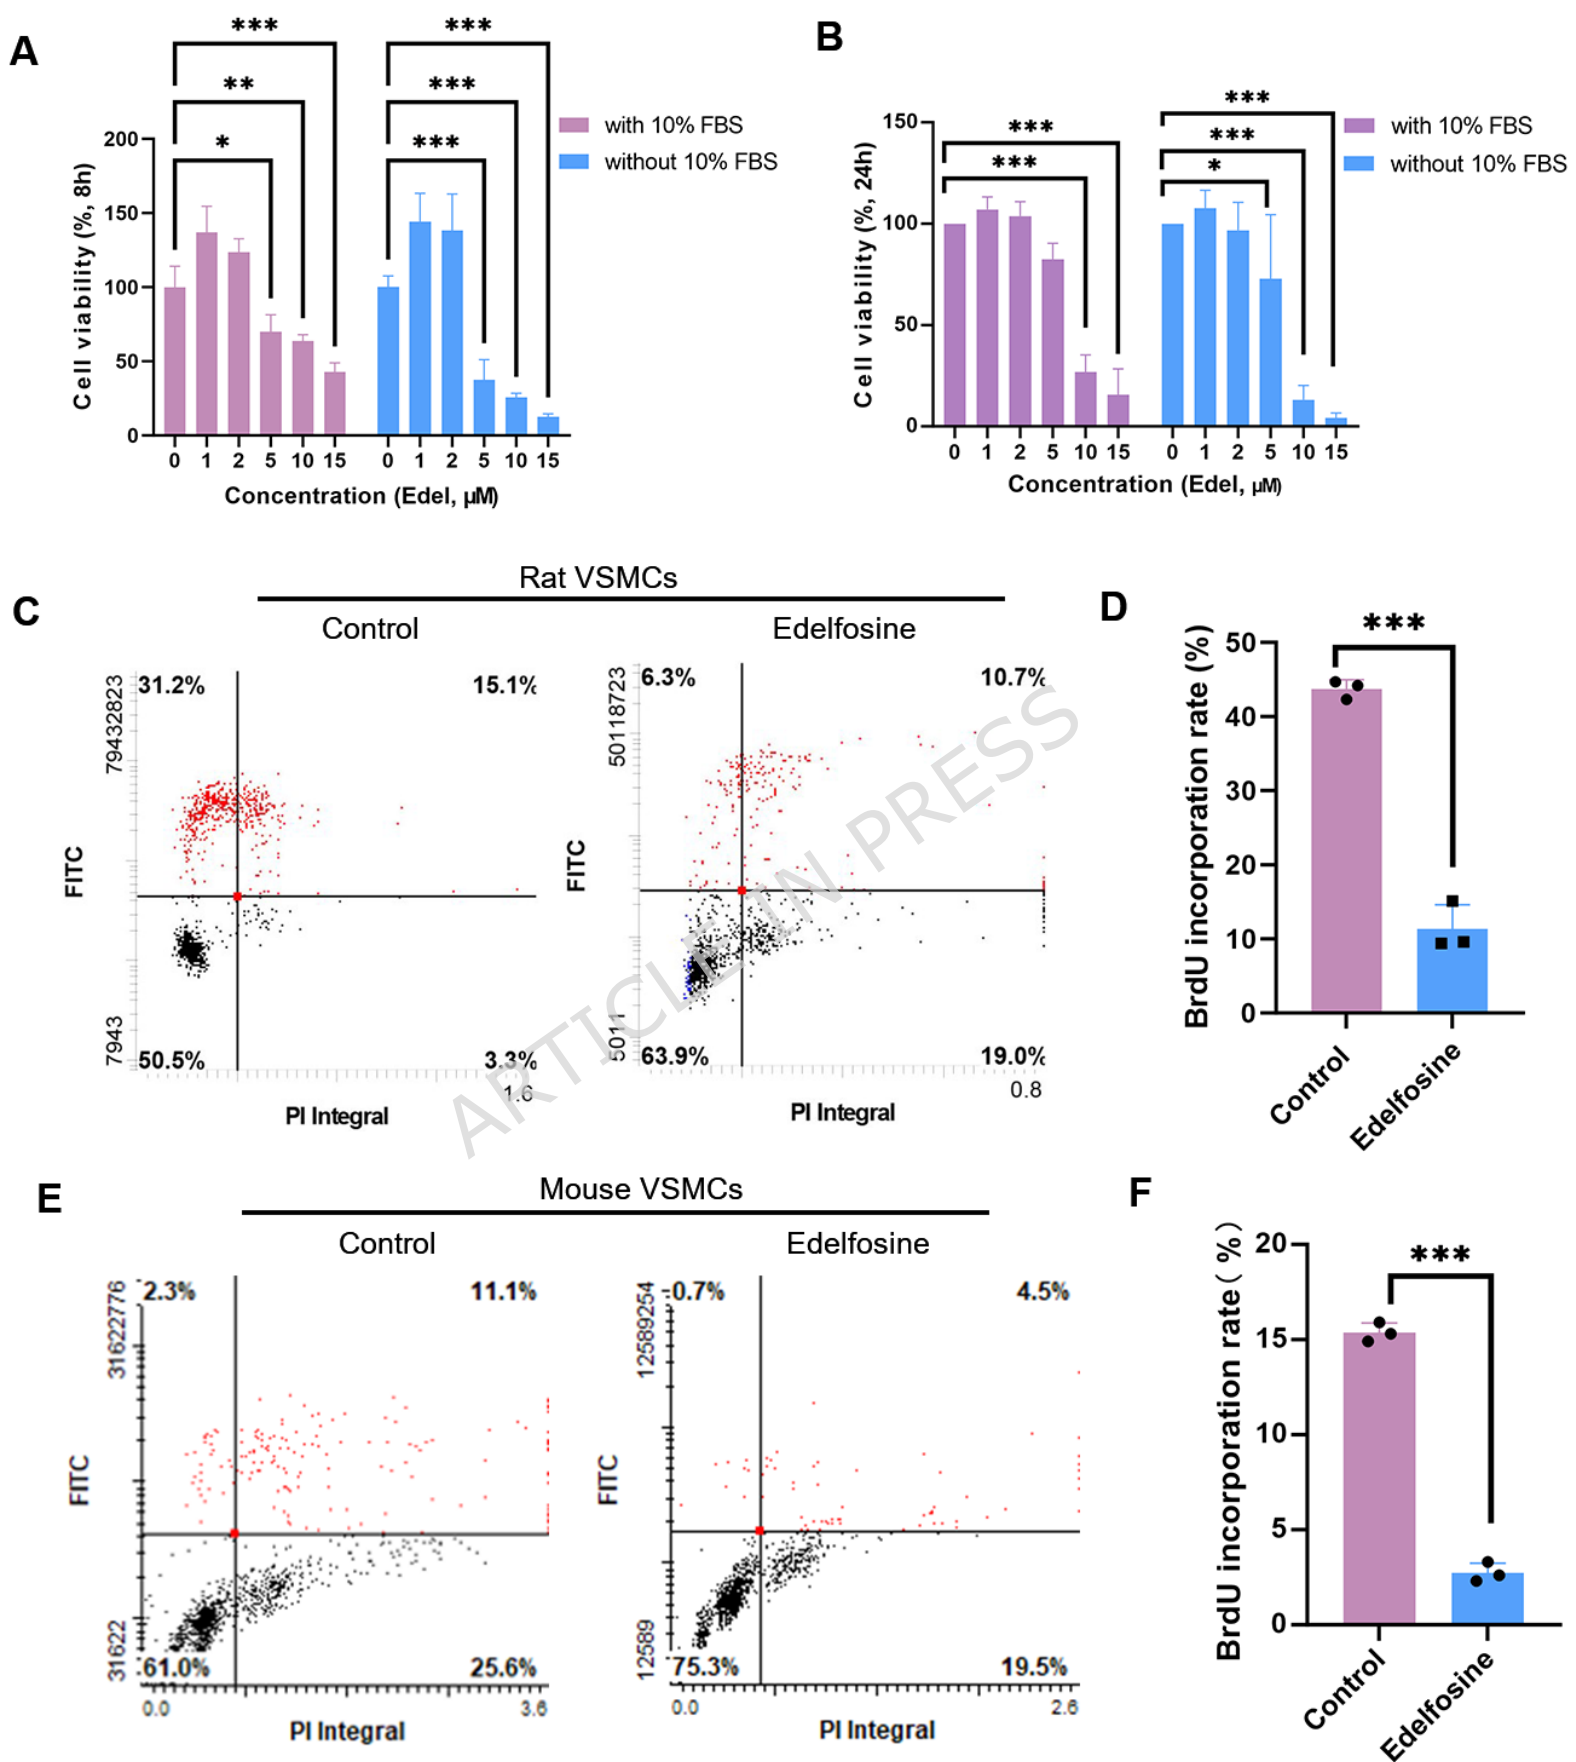 A
*** ***
** ***
* ***
with 10% FBS
without 10% FBS
Cell viability (%, 8h)
200
150
100
50
0
0 1 2 5 10 15 0 1 2 5 10 15
Concentration (Edel, µM)
B
*** ***
*** ***
*
with 10% FBS
without 10% FBS
Cell viability (%, 24h)
150
100
50
0
0 1 2 5 10 15 0 1 2 5 10 15
Concentration (Edel, µM)
C
Rat VSMCs
Control Edelfosine
31.2% 15.1%
79432823
FITC
7943
50.5% 3.3%
1.6
PI Integral
6.3% 10.7%
50118723
FITC
5011
63.9% 19.0%
0.8
PI Integral
D
***
BrdU incorporation rate (%)
50
40
30
20
10
0
Control
Edelfosine
ARTICLE IN PRESS
E
Mouse VSMCs
Control Edelfosine
2.3% 11.1%
31622776
FITC
31622
61.0% 25.6%
0.0 3.6
PI Integral
0.7% 4.5%
12589254
FITC
12589
75.3% 19.5%
0.0 2.6
PI Integral
F
***
BrdU incorporation rate( %)
20
15
10
5
0
Control
Edelfosine